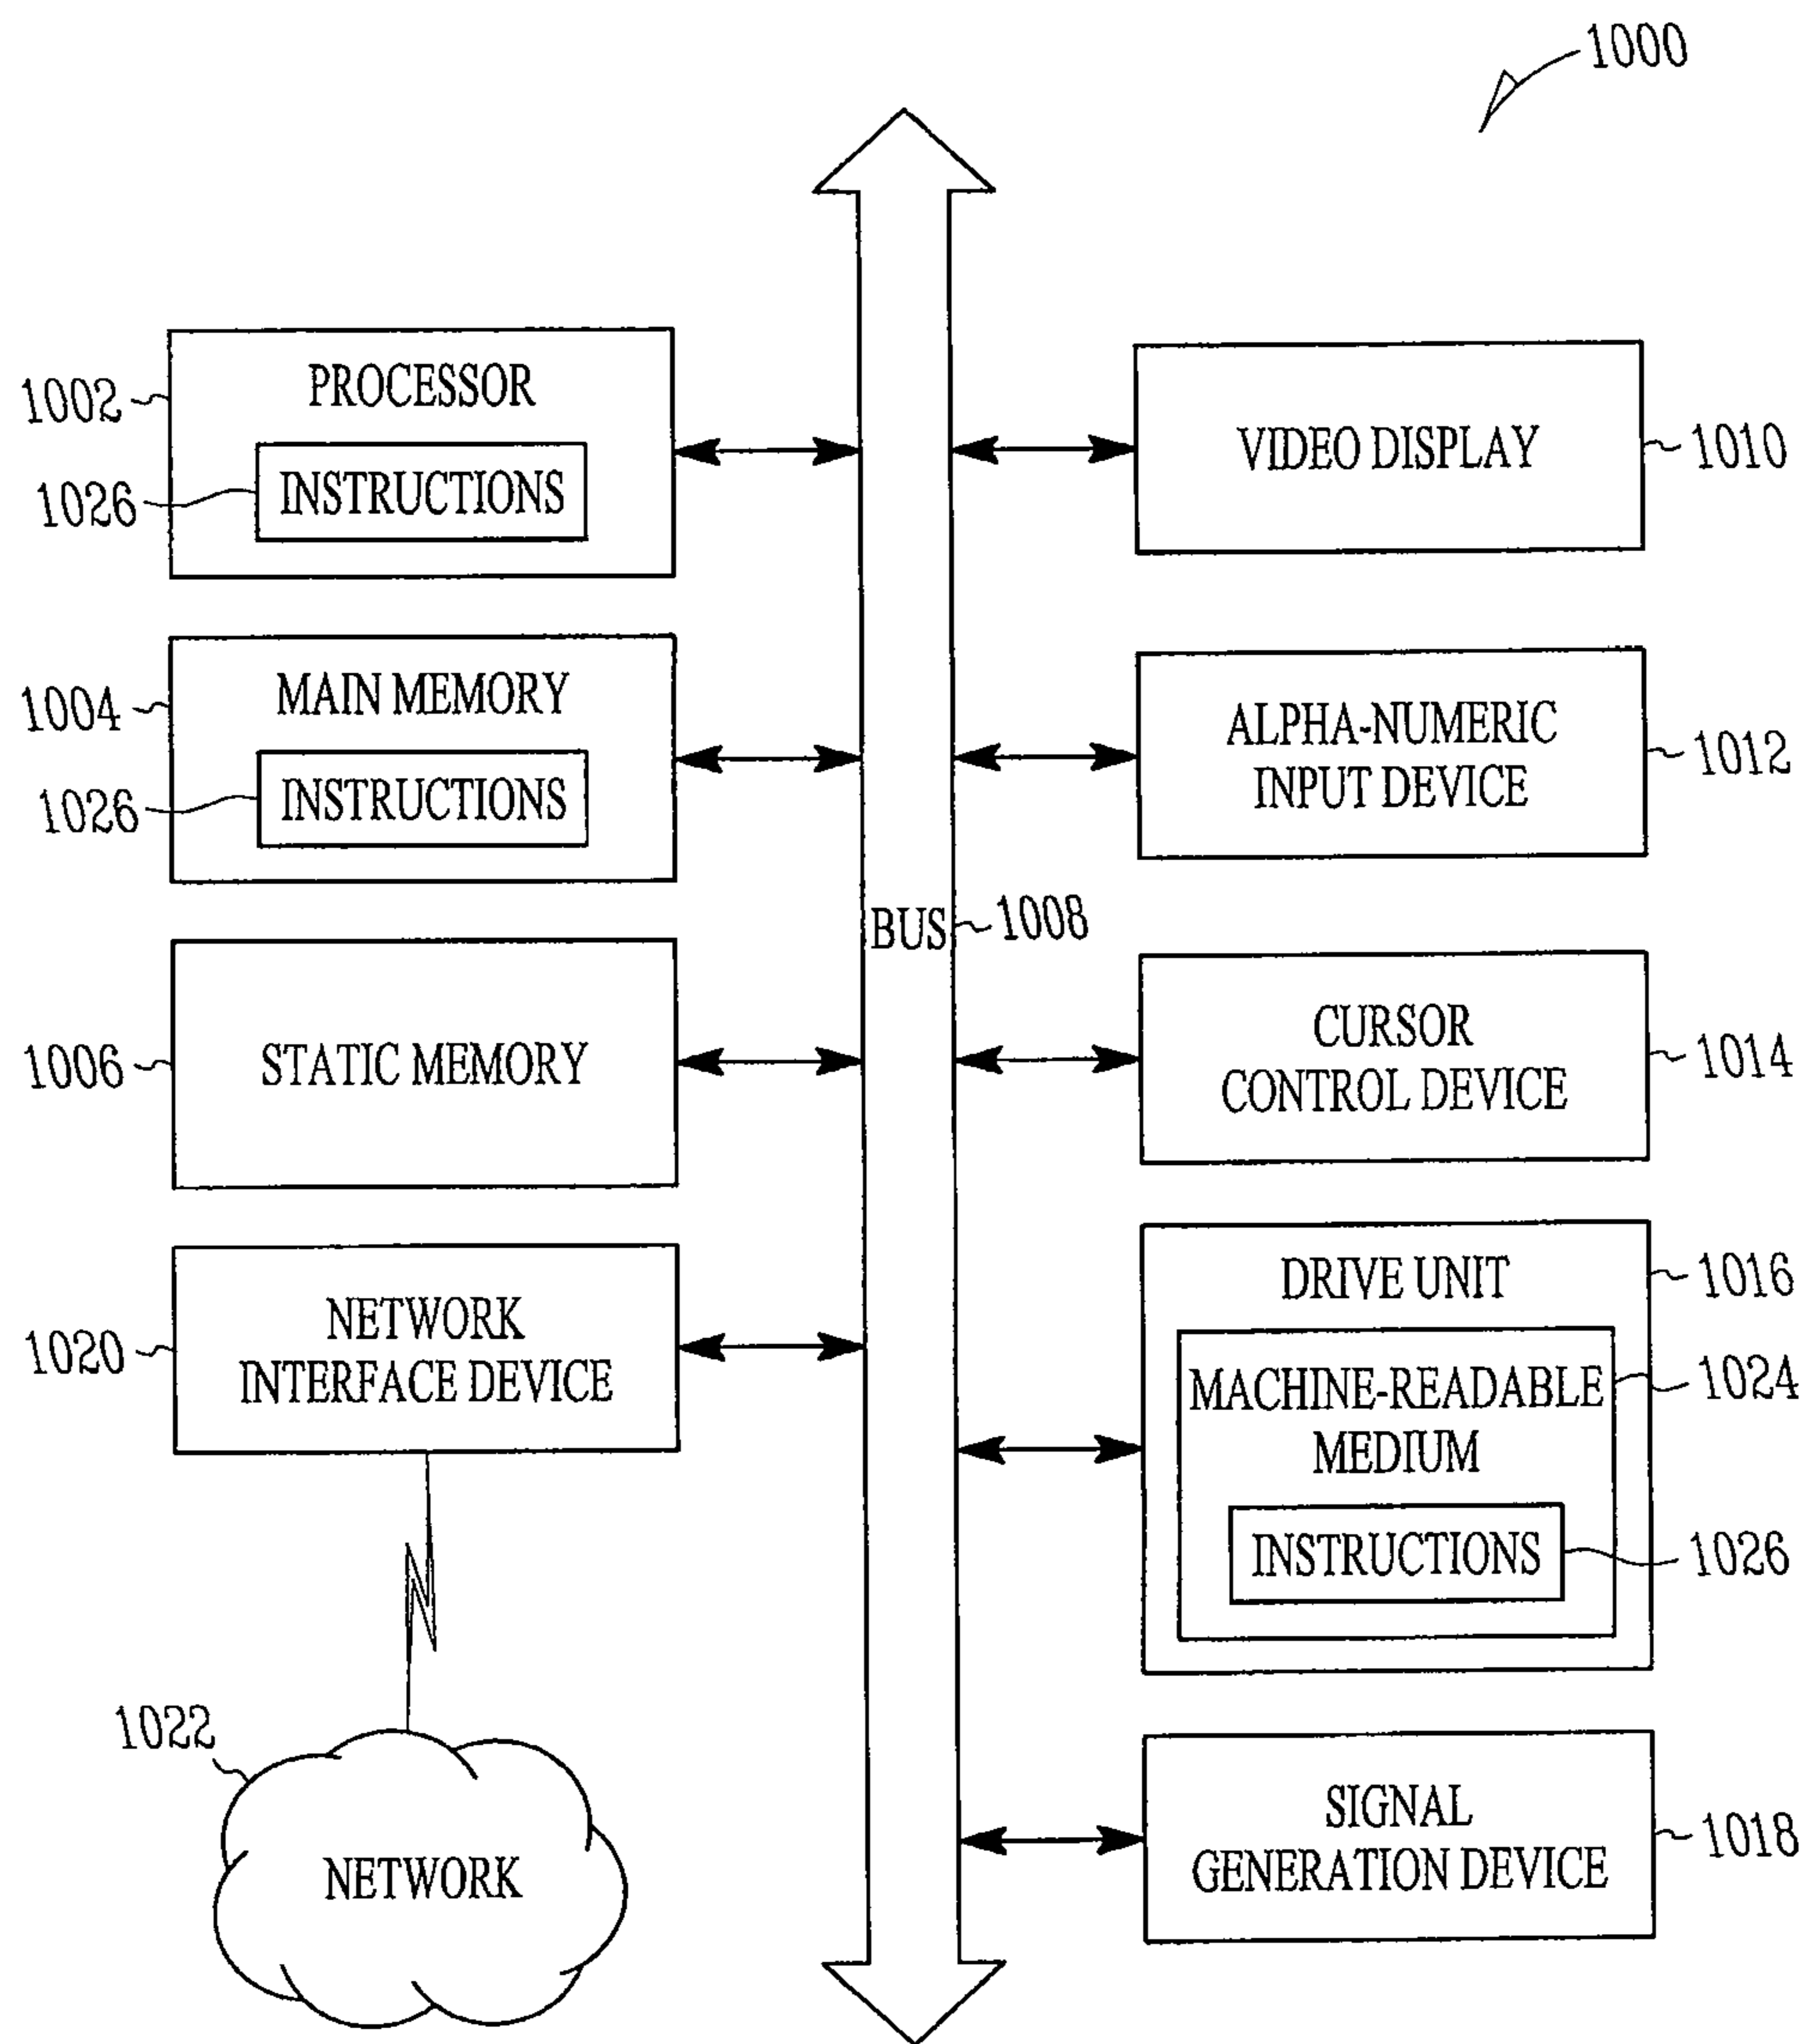 1000
PROCESSOR
1002
INSTRUCTIONS
1026
MAIN MEMORY
1004
INSTRUCTIONS
1026
STATIC MEMORY
1006
NETWORK
INTERFACE DEVICE
1020
1022
NETWORK
BUS
1008
VIDEO DISPLAY
1010
ALPHA-NUMERIC
INPUT DEVICE
1012
CURSOR
CONTROL DEVICE
1014
DRIVE UNIT
1016
MACHINE-READABLE
MEDIUM
1024
INSTRUCTIONS
1026
SIGNAL
GENERATION DEVICE
1018